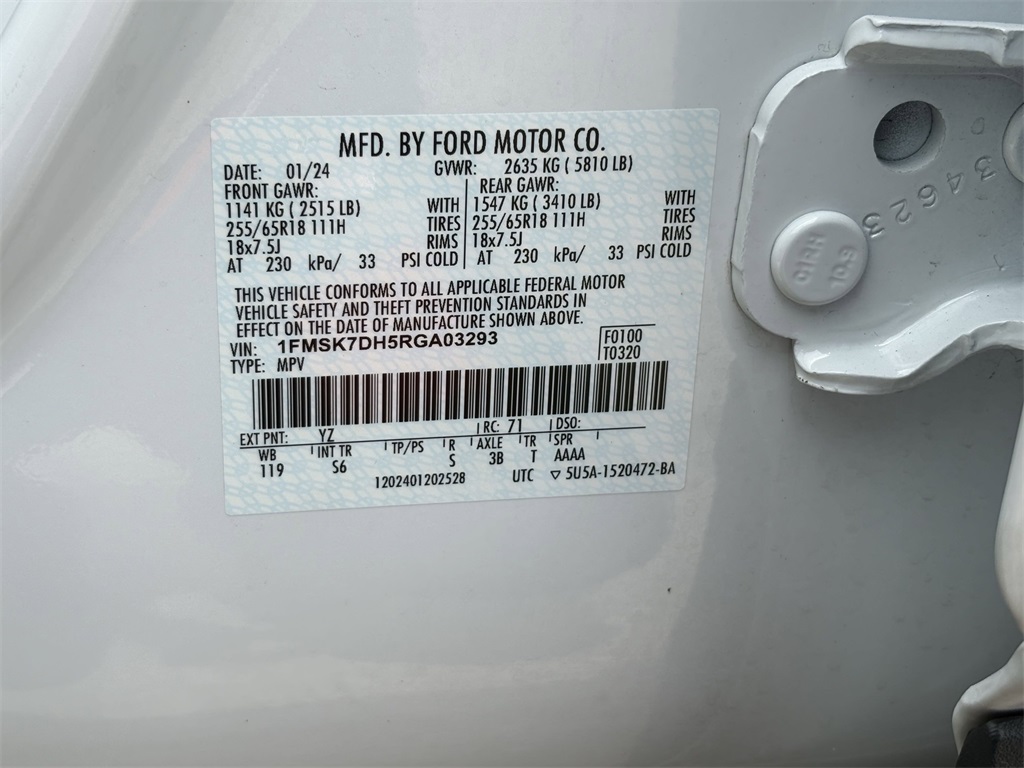 MFD. BY FORD MOTOR CO.
DATE: 01/24 GVWR: 2635 KG ( 5810 LB)
FRONT GAWR: REAR GAWR:
1141 KG ( 2515 LB) WITH 1547 KG ( 3410 LB) WITH
255/65R18 111H TIRES 255/65R18 111H TIRES
18x7.5J RIMS 18x7.5J RIMS
AT 230 kPa/ 33 PSI COLD AT 230 kPa/ 33 PSI COLD
THIS VEHICLE CONFORMS TO ALL APPLICABLE FEDERAL MOTOR
VEHICLE SAFETY AND THEFT PREVENTION STANDARDS IN
EFFECT ON THE DATE OF MANUFACTURE SHOWN ABOVE.
VIN: 1FMSK7DH5RGA03293 F0100
TYPE: MPV T0320
EXT PNT: YZ RC: 71 DSO:
WB INT TR TP/PS R AXLE TR SPR
119 S6 S 3B T AAAA
1202401202528 UTC ▽ 5U5A-1520472-BA
34623
10.9